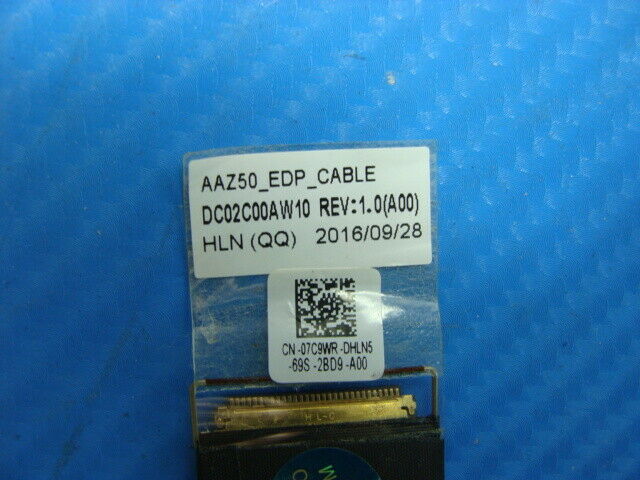 AAZ50_EDP_CABLE
DC02C00AW10 REV:1.0(A00)
HLN (QQ) 2016/09/28
CN -07C9WR -DHLN5
-69S -2BD9 -A00